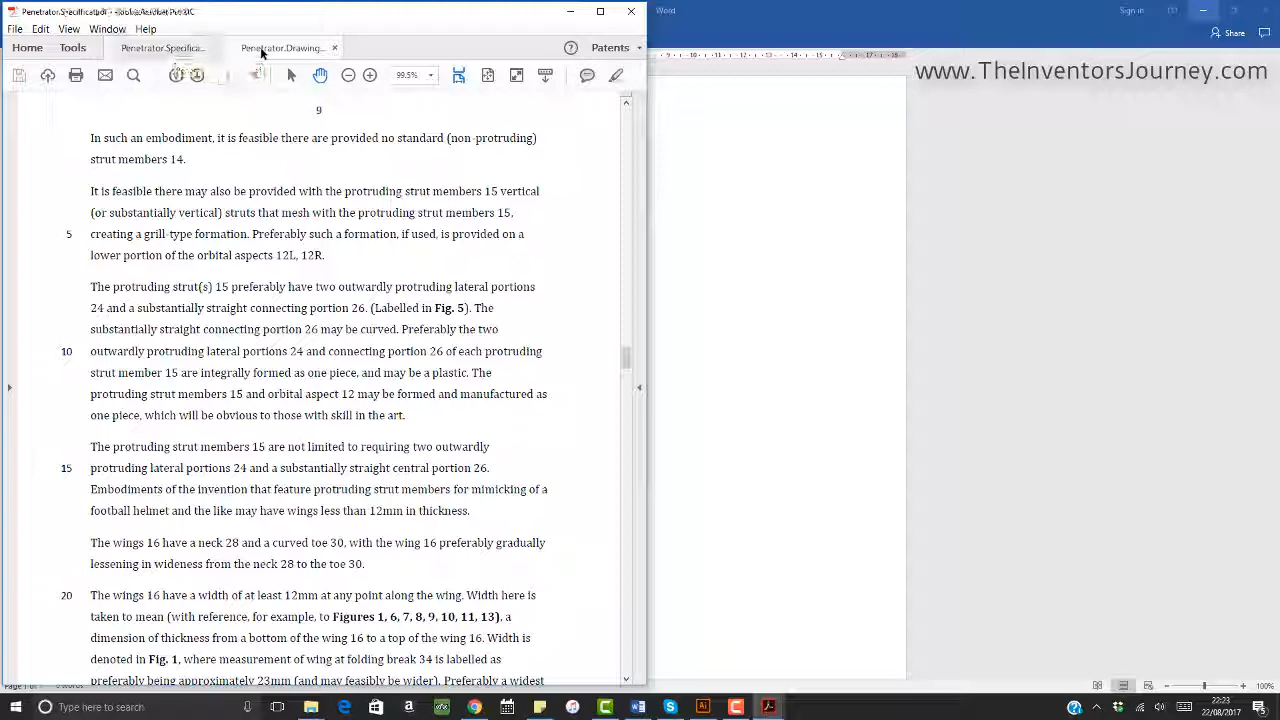 Word
Sign in
File Edit View Window Help
Share
Home Tools Penetrator.Specifica... Penetrator.Drawing... × Patents
99.5%
www.TheInventorsJourney.com
9
In such an embodiment, it is feasible there are provided no standard (non-protruding)
strut members 14.
It is feasible there may also be provided with the protruding strut members 15 vertical
(or substantially vertical) struts that mesh with the protruding strut members 15,
5 creating a grill-type formation. Preferably such a formation, if used, is provided on a
lower portion of the orbital aspects 12L, 12R.
The protruding strut(s) 15 preferably have two outwardly protruding lateral portions
24 and a substantially straight connecting portion 26. (Labelled in Fig. 5). The
substantially straight connecting portion 26 may be curved. Preferably the two
10 outwardly protruding lateral portions 24 and connecting portion 26 of each protruding
strut member 15 are integrally formed as one piece, and may be a plastic. The
protruding strut members 15 and orbital aspect 12 may be formed and manufactured as
one piece, which will be obvious to those with skill in the art.
The protruding strut members 15 are not limited to requiring two outwardly
15 protruding lateral portions 24 and a substantially straight central portion 26.
Embodiments of the invention that feature protruding strut members for mimicking of a
football helmet and the like may have wings less than 12mm in thickness.
The wings 16 have a neck 28 and a curved toe 30, with the wing 16 preferably gradually
lessening in wideness from the neck 28 to the toe 30.
20 The wings 16 have a width of at least 12mm at any point along the wing. Width here is
taken to mean (with reference, for example, to Figures 1, 6, 7, 8, 9, 10, 11, 13), a
dimension of thickness from a bottom of the wing 16 to a top of the wing 16. Width is
denoted in Fig. 1, where measurement of wing at folding break 34 is labelled as
preferably being approximately 23mm (and may feasibly be wider). Preferably a widest
100%
Type here to search
22:23
22/08/2017